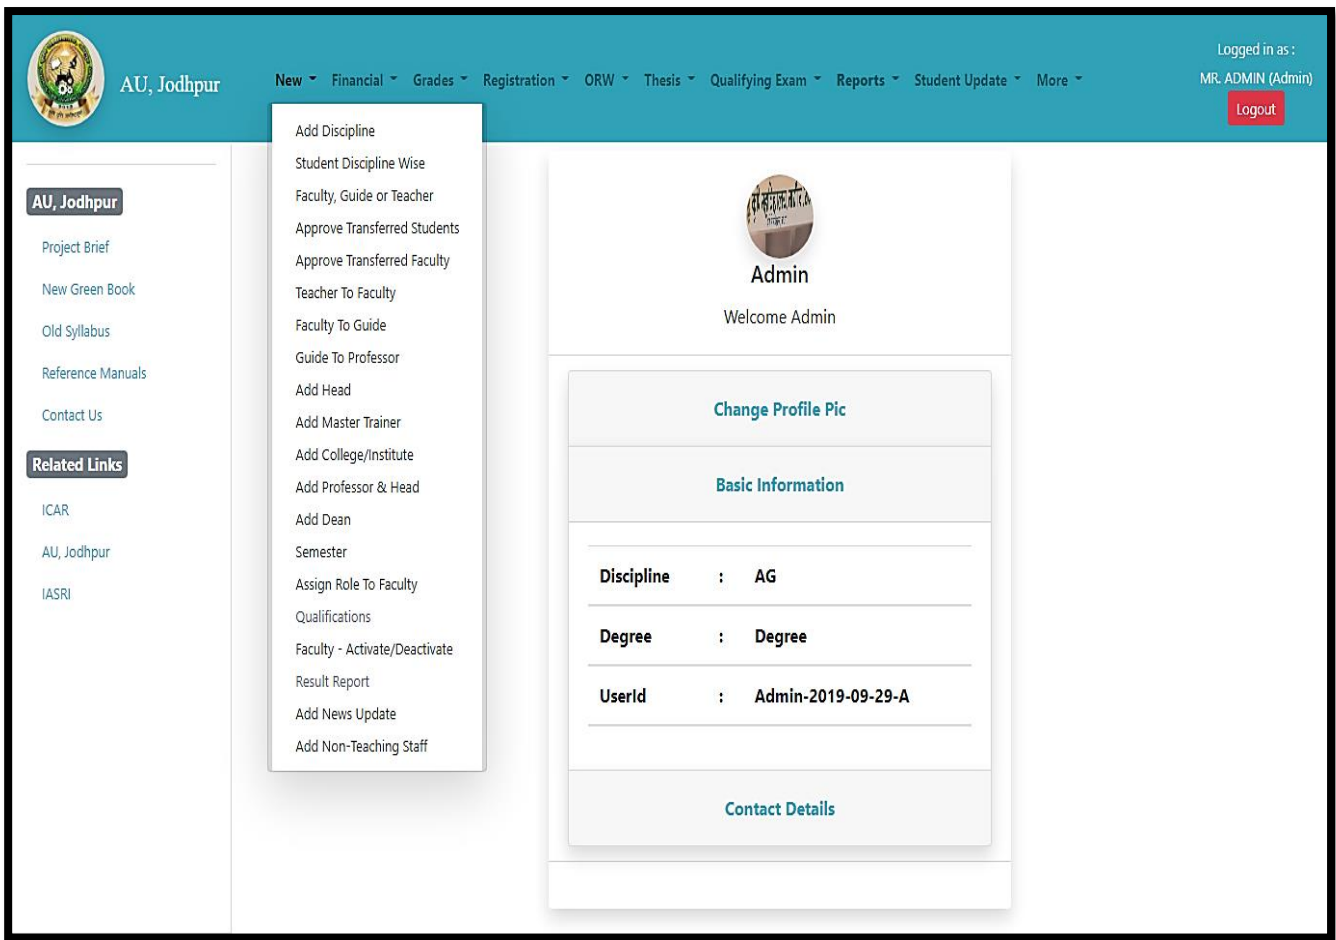 AU, Jodhpur
New Financial Grades Registration ORW Thesis Qualifying Exam Reports Student Update More
Logged in as :
MR. ADMIN (Admin)
Logout
AU, Jodhpur
Project Brief
New Green Book
Old Syllabus
Reference Manuals
Contact Us
Related Links
ICAR
AU, Jodhpur
IASRI
Add Discipline
Student Discipline Wise
Faculty, Guide or Teacher
Approve Transferred Students
Approve Transferred Faculty
Teacher To Faculty
Faculty To Guide
Guide To Professor
Add Head
Add Master Trainer
Add College/Institute
Add Professor & Head
Add Dean
Semester
Assign Role To Faculty
Qualifications
Faculty - Activate/Deactivate
Result Report
Add News Update
Add Non-Teaching Staff
Admin
Welcome Admin
Change Profile Pic
Basic Information
Discipline : AG
Degree : Degree
UserId : Admin-2019-09-29-A
Contact Details